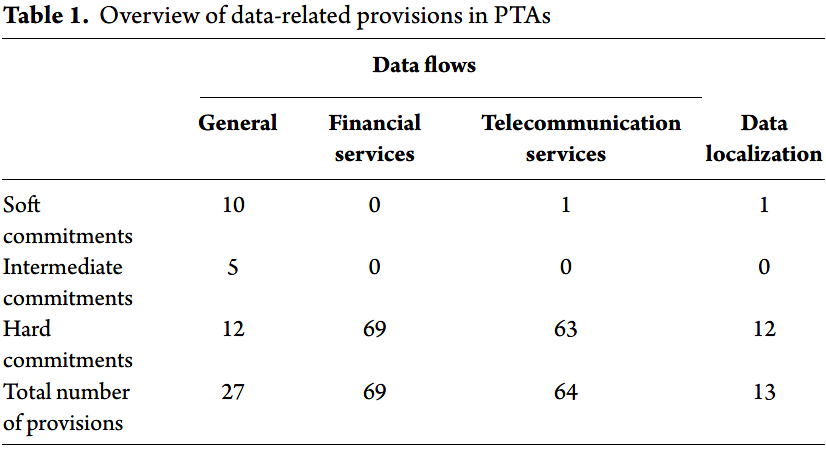 Table 1. Overview of data-related provisions in PTAs
Data flows
General Financial services Telecommunication services Data localization
Soft commitments 10 0 1 1
Intermediate commitments 5 0 0 0
Hard commitments 12 69 63 12
Total number of provisions 27 69 64 13